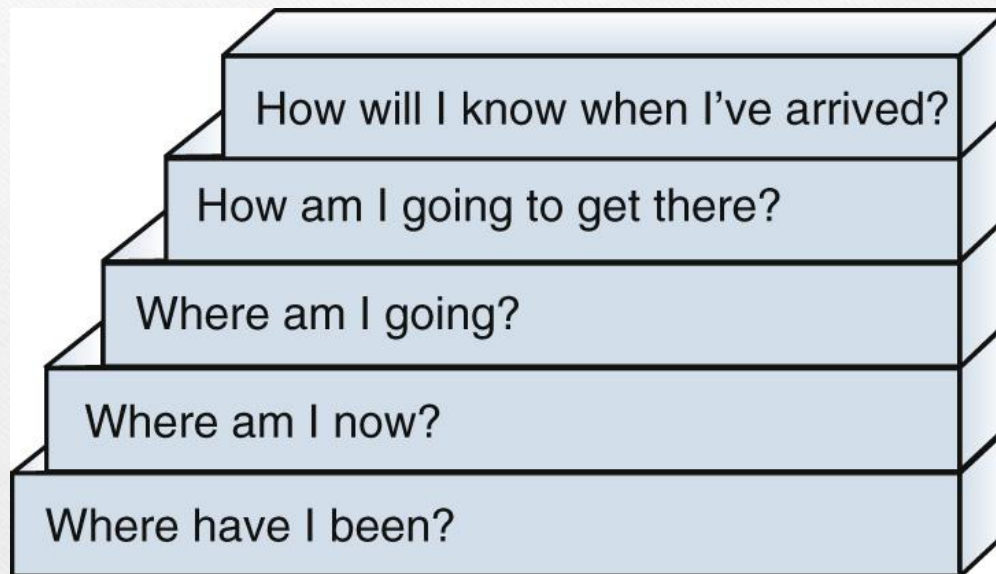 How will I know when I've arrived?
How am I going to get there?
Where am I going?
Where am I now?
Where have I been?